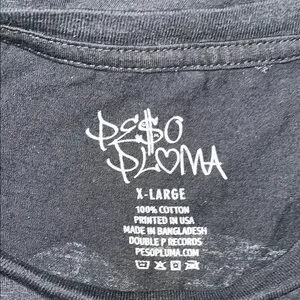 PE$O
PLUMA
X-LARGE
100% COTTON
PRINTED IN USA
MADE IN BANGLADESH
DOUBLE P RECORDS
PESOPLUMA.COM